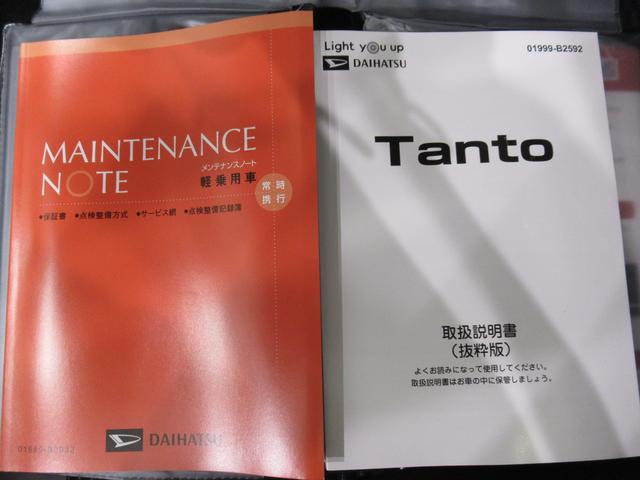 MAINTENANCE
NOTE
メンテナンスノート
軽乗用車
常時
携行
●保証書 ●点検整備方式 ●サービス網 ●点検整備記録簿
DAIHATSU
Light you up
DAIHATSU
01999-B2592
Tanto
取扱説明書
（抜粋版）
よくお読みになって使用してください。
取扱説明書はお車の中に保管しましょう。